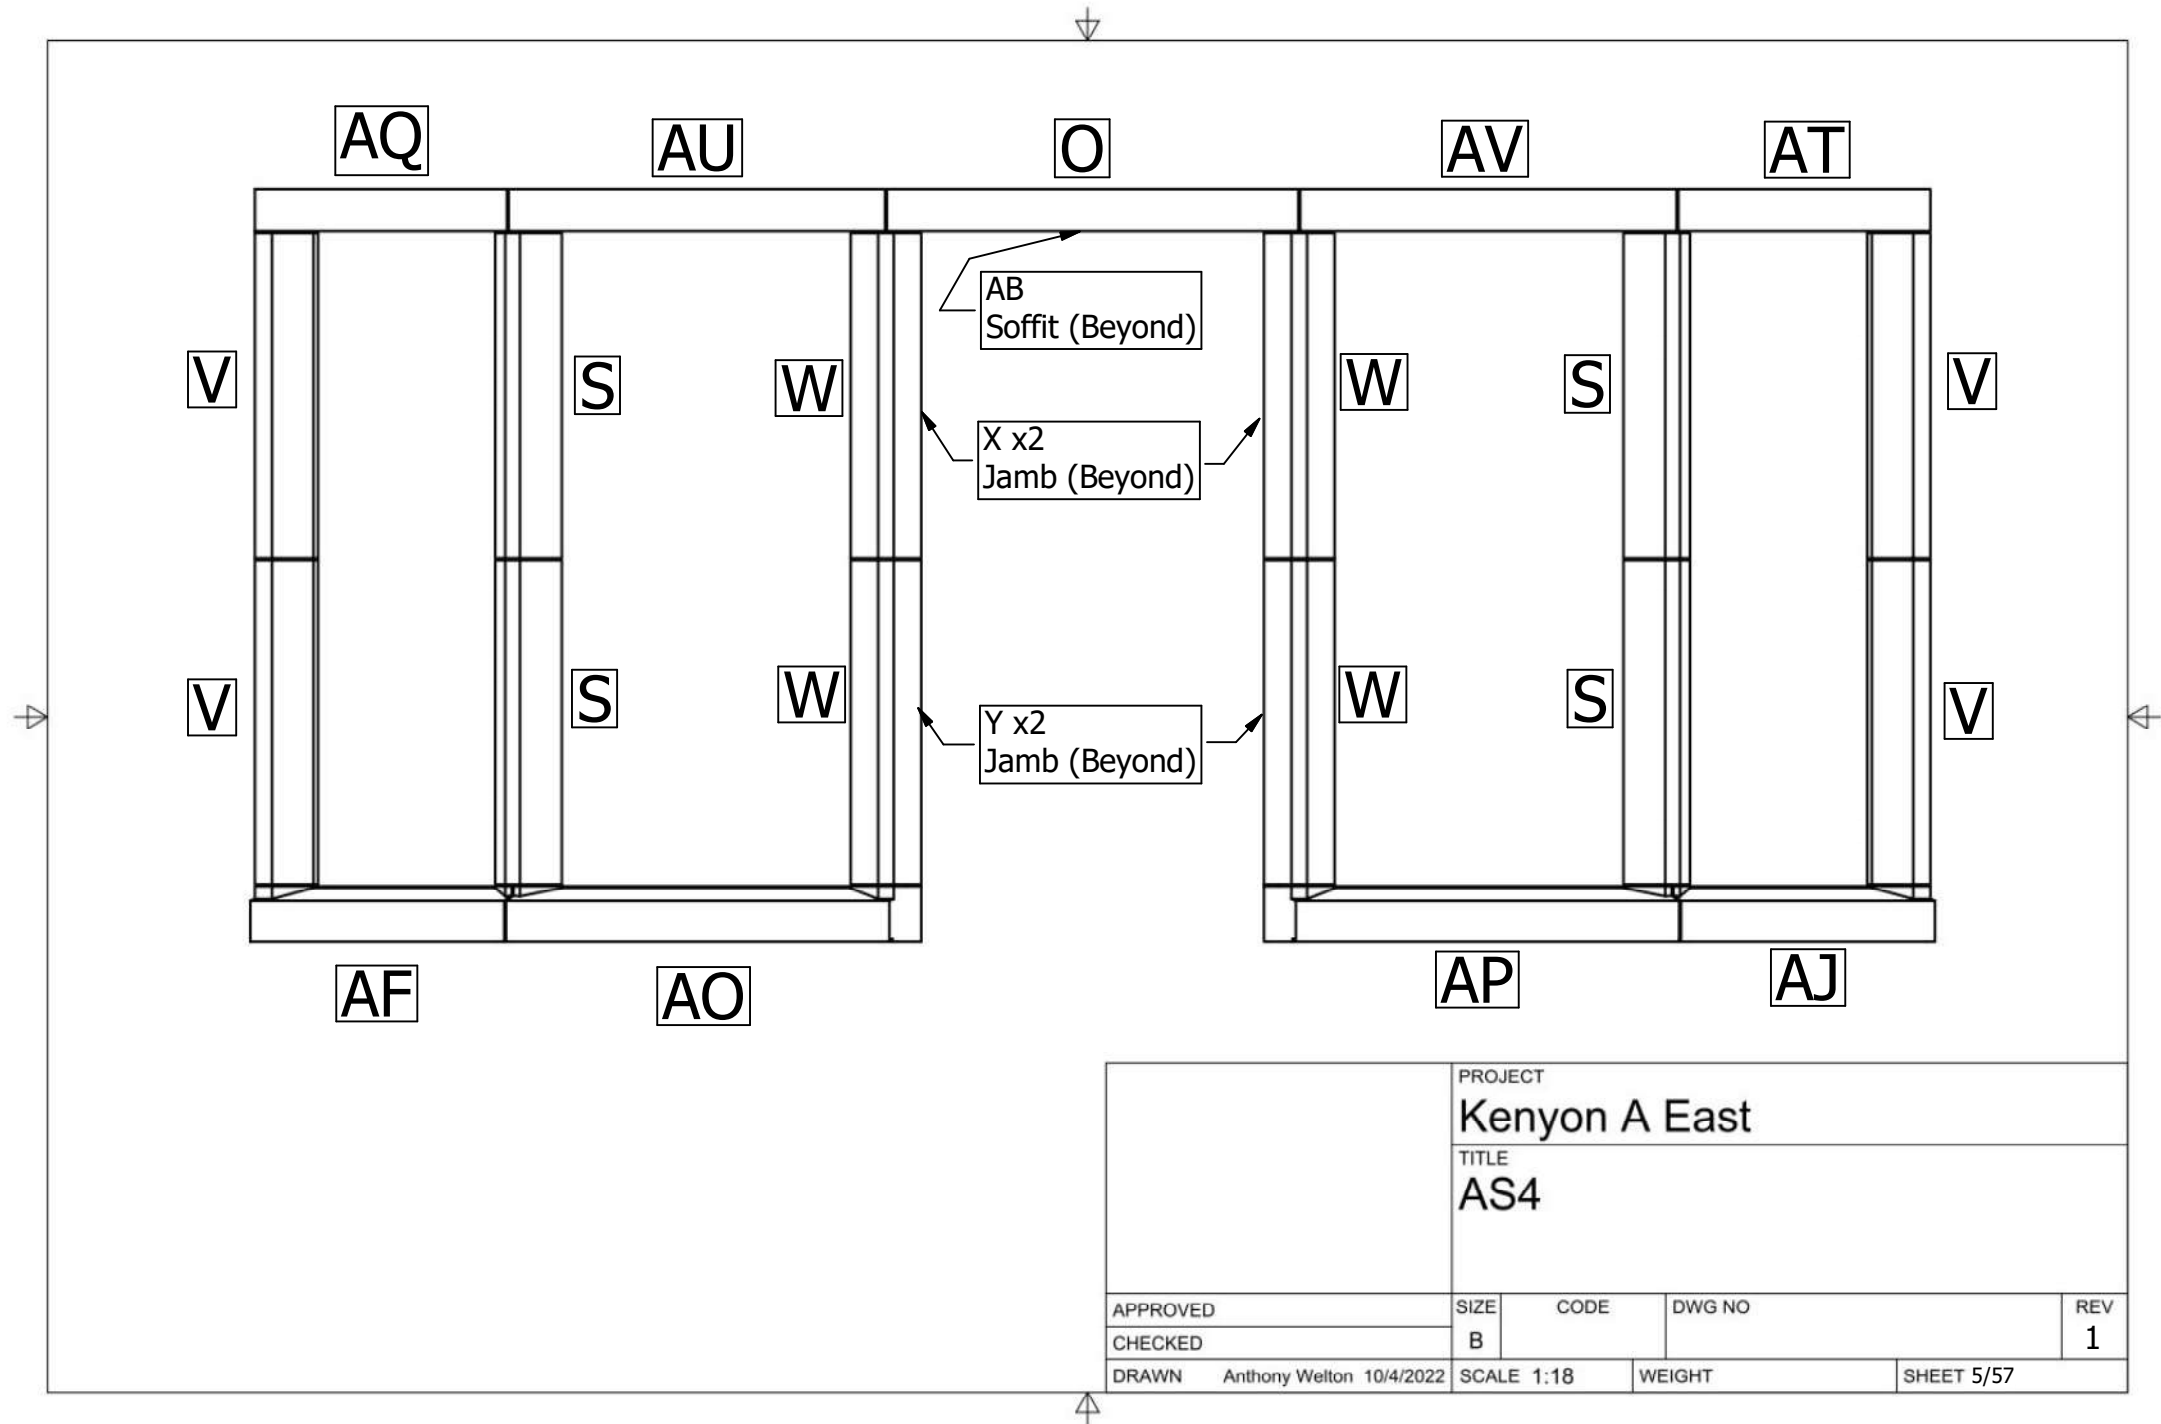 AQ
AU
O
AV
AT
AB
Soffit (Beyond)
V
S
W
W
S
V
X x2
Jamb (Beyond)
V
S
W
W
S
V
Y x2
Jamb (Beyond)
AF
AO
AP
AJ
PROJECT
Kenyon A East
TITLE
AS4
APPROVED
CHECKED
DRAWN Anthony Welton 10/4/2022
SIZE
B
CODE
DWG NO
REV
1
SCALE 1:18
WEIGHT
SHEET 5/57